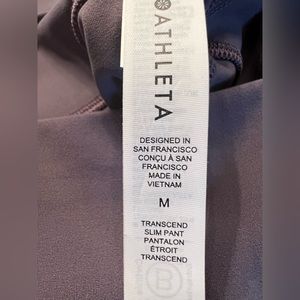 ATHLETA
DESIGNED IN
SAN FRANCISCO
CONÇU À SAN
FRANCISCO
MADE IN
VIETNAM
M
TRANSCEND
SLIM PANT
PANTALON
ÉTROIT
TRANSCEND
B